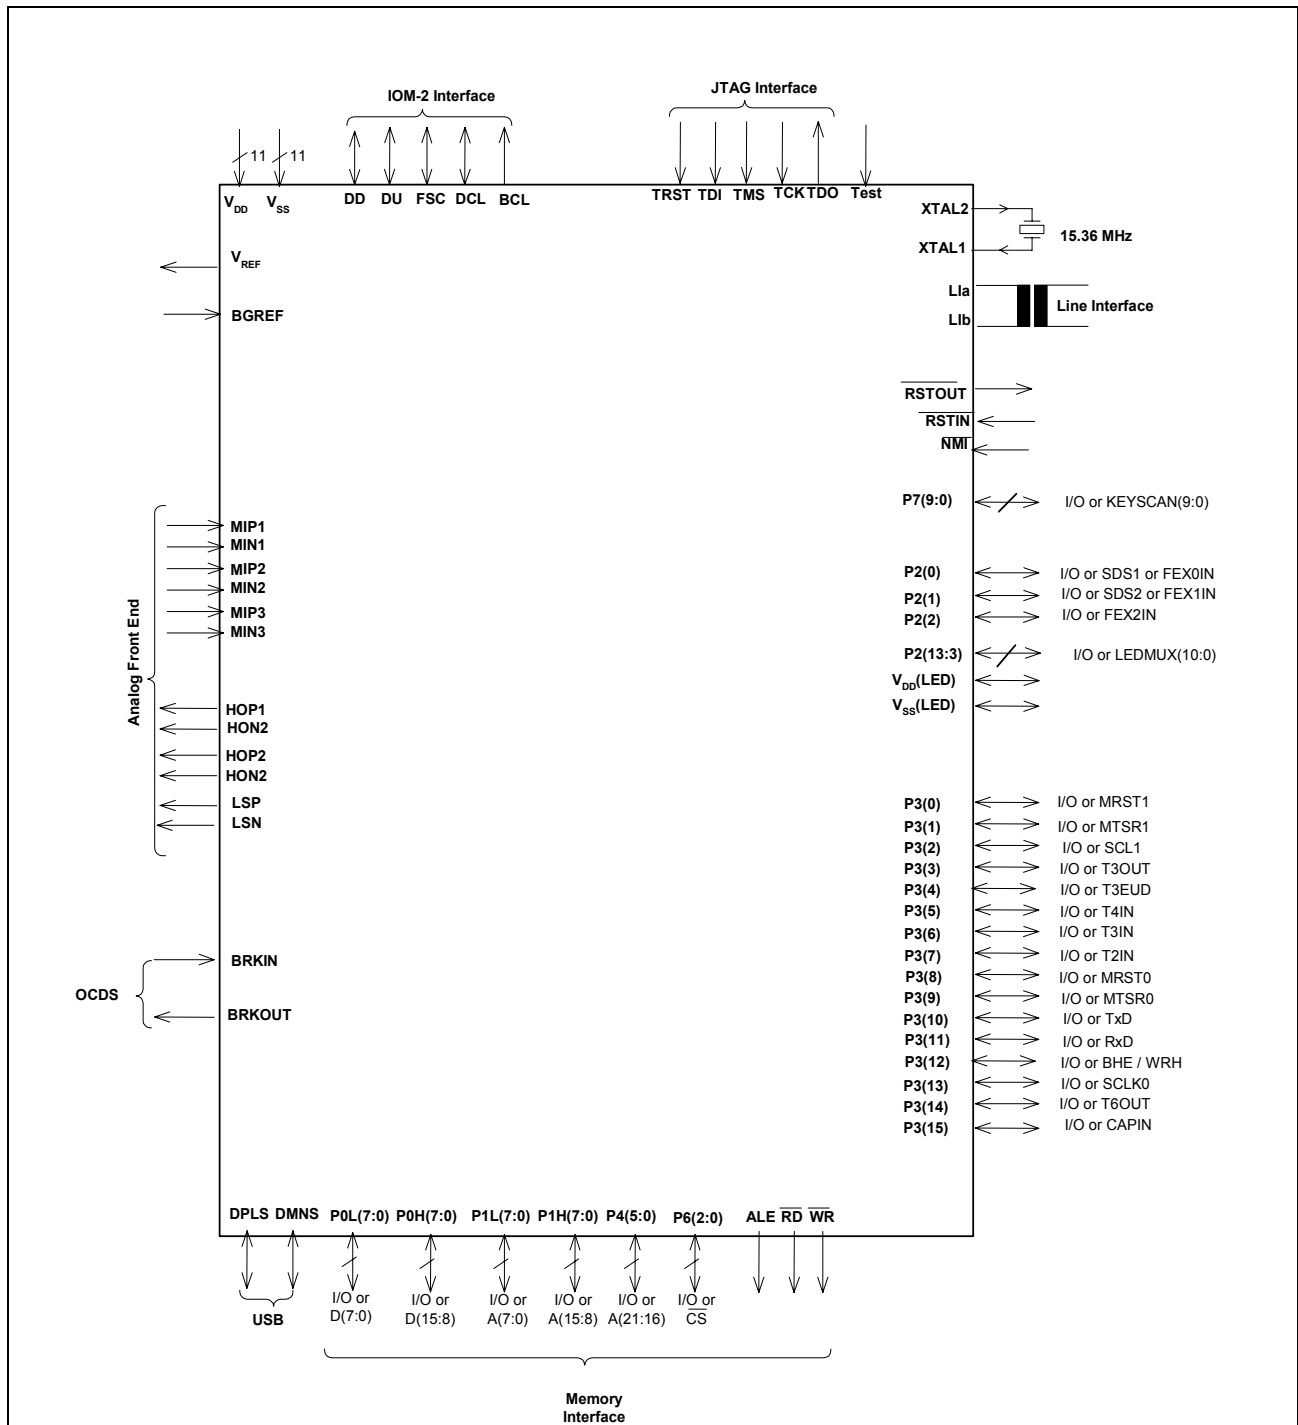 IOM-2 Interface
JTAG Interface
11 11
VDD VSS DD DU FSC DCL BCL TRST TDI TMS TCK TDO Test
XTAL2
15.36 MHz
XTAL1
VREF
BGREF
LIa
Line Interface
LIb
RSTOUT
RSTIN
NMI
P7(9:0) I/O or KEYSCAN(9:0)
Analog Front End
MIP1
MIN1
MIP2
MIN2
MIP3
MIN3
HOP1
HON2
HOP2
HON2
LSP
LSN
P2(0) I/O or SDS1 or FEX0IN
P2(1) I/O or SDS2 or FEX1IN
P2(2) I/O or FEX2IN
P2(13:3) I/O or LEDMUX(10:0)
VDD(LED)
VSS(LED)
P3(0) I/O or MRST1
P3(1) I/O or MTSR1
P3(2) I/O or SCL1
P3(3) I/O or T3OUT
P3(4) I/O or T3EUD
P3(5) I/O or T4IN
P3(6) I/O or T3IN
P3(7) I/O or T2IN
P3(8) I/O or MRST0
P3(9) I/O or MTSR0
P3(10) I/O or TxD
P3(11) I/O or RxD
P3(12) I/O or BHE / WRH
P3(13) I/O or SCLK0
P3(14) I/O or T6OUT
P3(15) I/O or CAPIN
OCDS
BRKIN
BRKOUT
DPLS DMNS P0L(7:0) P0H(7:0) P1L(7:0) P1H(7:0) P4(5:0) P6(2:0) ALE RD WR
I/O or I/O or I/O or I/O or I/O or I/O or
D(7:0) D(15:8) A(7:0) A(15:8) A(21:16) CS
USB
Memory
Interface